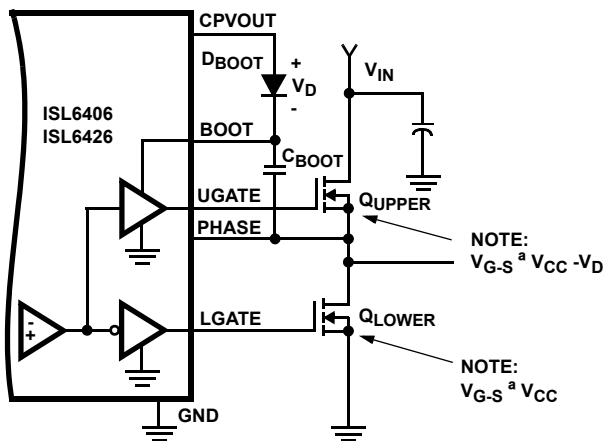 CPVOUT
D_BOOT
+
V_D
-
V_IN
ISL6406
ISL6426
BOOT
C_BOOT
UGATE
Q_UPPER
PHASE
NOTE:
V_G-S ª V_CC -V_D
-
+
LGATE
Q_LOWER
NOTE:
V_G-S ª V_CC
GND